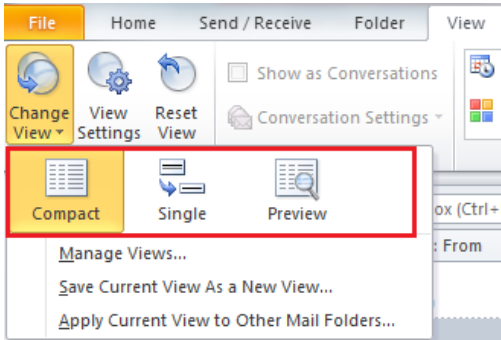 File Home Send / Receive Folder View
Show as Conversations
Change View Reset
View Settings View
Conversation Settings
Compact Single Preview
ox (Ctrl+
: From
Manage Views...
Save Current View As a New View...
Apply Current View to Other Mail Folders...